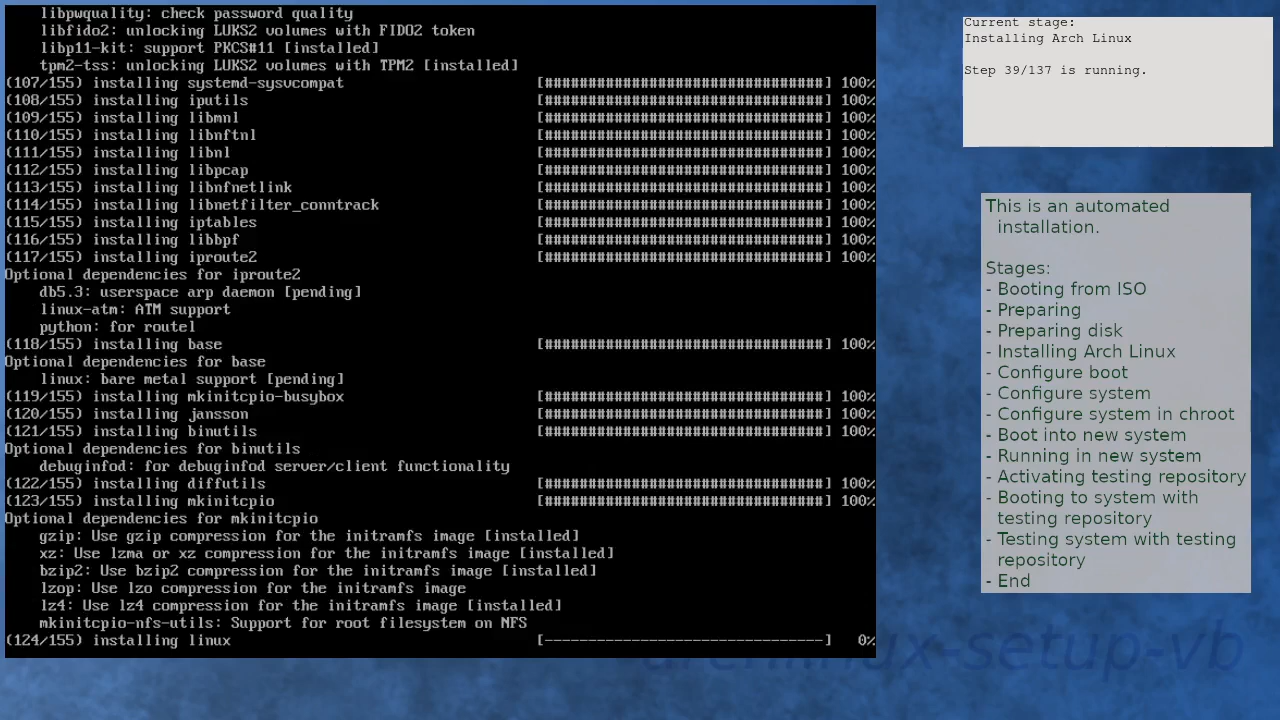 libpwquality: check password quality
libfido2: unlocking LUKS2 volumes with FIDO2 token
libp11-kit: support PKCS#11 [installed]
tpm2-tss: unlocking LUKS2 volumes with TPM2 [installed]
(107/155) installing systemd-sysvcompat [################################] 100%
(108/155) installing iputils [################################] 100%
(109/155) installing libmnl [################################] 100%
(110/155) installing libnftnl [################################] 100%
(111/155) installing libnl [################################] 100%
(112/155) installing libpcap [################################] 100%
(113/155) installing libnfnetlink [################################] 100%
(114/155) installing libnetfilter_conntrack [################################] 100%
(115/155) installing iptables [################################] 100%
(116/155) installing libbpf [################################] 100%
(117/155) installing iproute2 [################################] 100%
Optional dependencies for iproute2
db5.3: userspace arp daemon [pending]
linux-atm: ATM support
python: for routel
(118/155) installing base [################################] 100%
Optional dependencies for base
linux: bare metal support [pending]
(119/155) installing mkinitcpio-busybox [################################] 100%
(120/155) installing jansson [################################] 100%
(121/155) installing binutils [################################] 100%
Optional dependencies for binutils
debuginfod: for debuginfod server/client functionality
(122/155) installing diffutils [################################] 100%
(123/155) installing mkinitcpio [################################] 100%
Optional dependencies for mkinitcpio
gzip: Use gzip compression for the initramfs image [installed]
xz: Use lzma or xz compression for the initramfs image [installed]
bzip2: Use bzip2 compression for the initramfs image [installed]
lzop: Use lzo compression for the initramfs image
lz4: Use lz4 compression for the initramfs image [installed]
mkinitcpio-nfs-utils: Support for root filesystem on NFS
(124/155) installing linux [--------------------------------] 0%
Current stage:
Installing Arch Linux
Step 39/137 is running.
This is an automated
installation.
Stages:
- Booting from ISO
- Preparing
- Preparing disk
- Installing Arch Linux
- Configure boot
- Configure system
- Configure system in chroot
- Boot into new system
- Running in new system
- Activating testing repository
- Booting to system with
testing repository
- Testing system with testing
repository
- End
archlinux-setup-vb